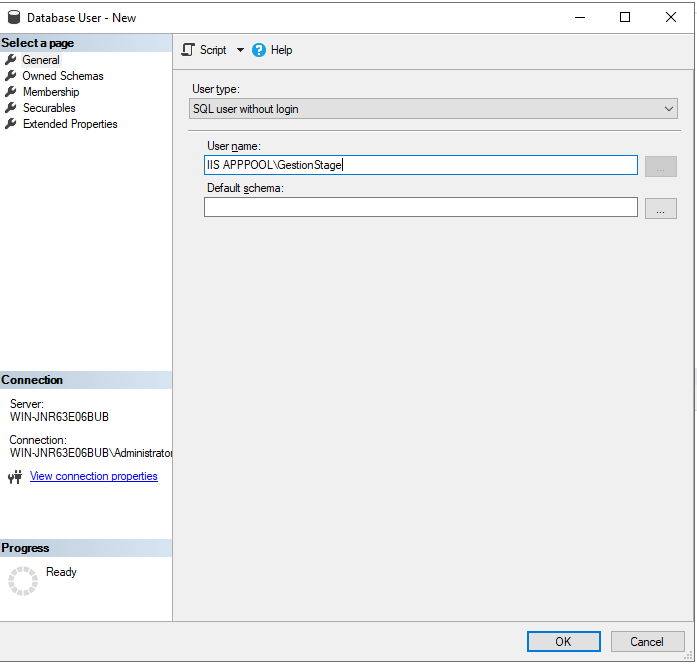 Database User - New
Select a page
General
Owned Schemas
Membership
Securables
Extended Properties
Script
Help
User type:
SQL user without login
User name:
IIS APPPOOL\GestionStage
...
Default schema:
...
Connection
Server:
WIN-JNR63E06BUB
Connection:
WIN-JNR63E06BUB\Administrator
View connection properties
Progress
Ready
OK
Cancel